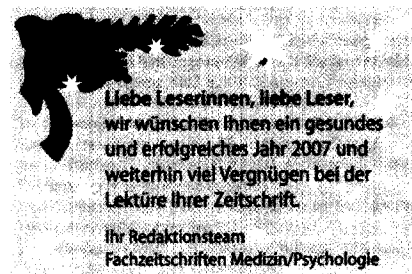 Liebe Leserinnen, liebe Leser,
wir wünschen Ihnen ein gesundes
und erfolgreiches Jahr 2007 und
weiterhin viel Vergnügen bei der
Lektüre Ihrer Zeitschrift.
Ihr Redaktionsteam
Fachzeitschriften Medizin/Psychologie